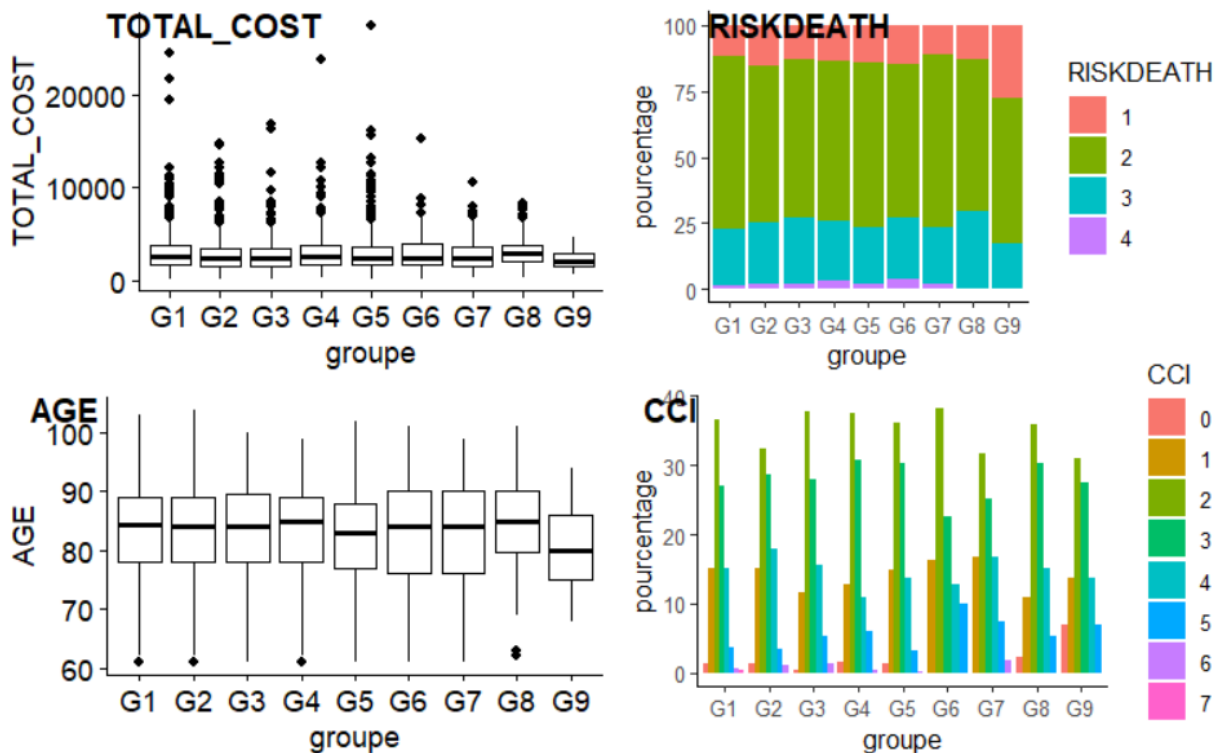 TOTAL_COST
TOTAL_COST
20000
10000
0
G1 G2 G3 G4 G5 G6 G7 G8 G9
groupe
RISKDEATH
pourcentage
100
75
50
25
0
G1 G2 G3 G4 G5 G6 G7 G8 G9
groupe
RISKDEATH
1
2
3
4
AGE
AGE
100
90
80
70
60
G1 G2 G3 G4 G5 G6 G7 G8 G9
groupe
CCI
pourcentage
40
30
20
10
0
G1 G2 G3 G4 G5 G6 G7 G8 G9
groupe
CCI
0
1
2
3
4
5
6
7